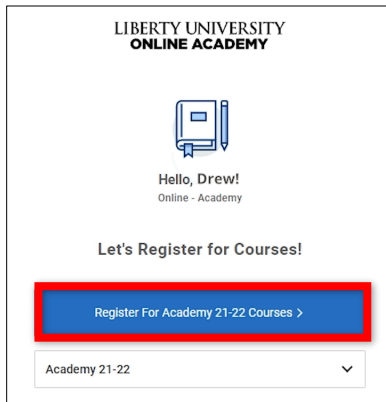 LIBERTY UNIVERSITY
ONLINE ACADEMY
Hello, Drew!
Online - Academy
Let's Register for Courses!
Register For Academy 21-22 Courses >
Academy 21-22